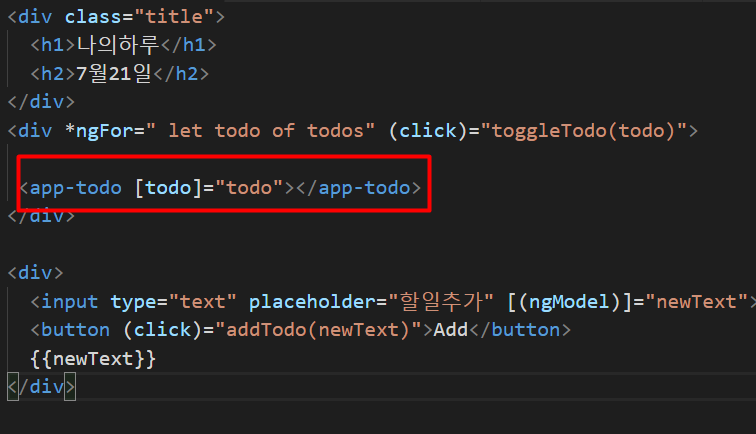 <div class="title">
<h1>나의하루</h1>
<h2>7월21일</h2>
</div>
<div *ngFor=" let todo of todos" (click)="toggleTodo(todo)">
<app-todo [todo]="todo"></app-todo>
</div>
<div>
<input type="text" placeholder="할일추가" [(ngModel)]="newText">
<button (click)="addTodo(newText)">Add</button>
{{newText}}
</div>